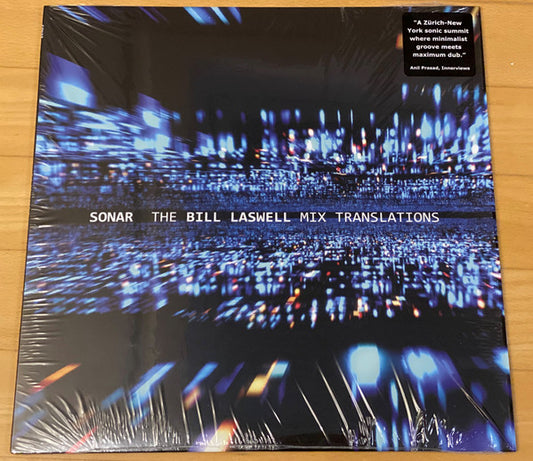 "A Zürich-New
York sonic summit
where minimalist
groove meets
maximum dub."
Anil Prasad, Innerviews
SONAR THE BILL LASWELL MIX TRANSLATIONS